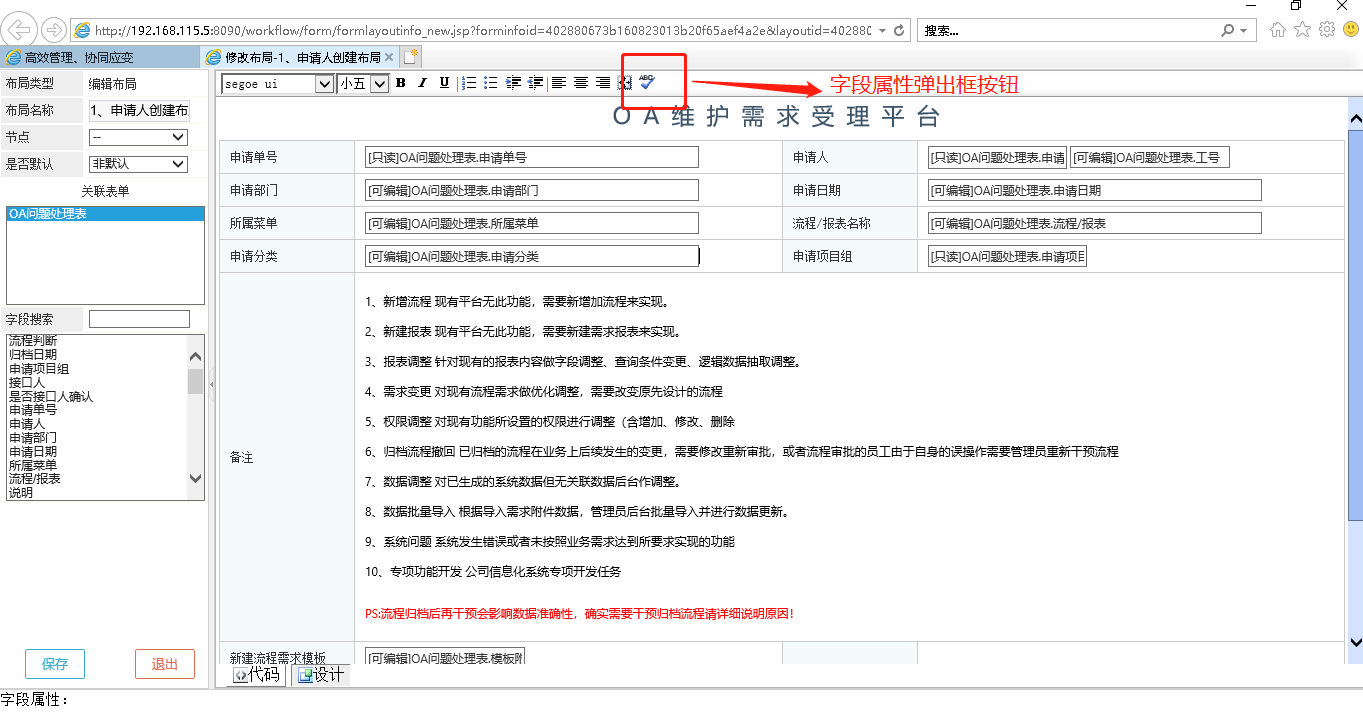 http://192.168.115.5:8090/workflow/form/formlayoutinfo_new.jsp?forminfoid=402880673b160823013b20f65aef4a2e&layoutid=402880
搜索...
高效管理、协同应变
修改布局-1、申请人创建布局
布局类型 编辑布局
布局名称 1、申请人创建布
节点 --
是否默认 非默认
关联表单
OA问题处理表
字段搜索
流程判断
归档日期
申请项目组
接口人
是否接口人确认
申请单号
申请人
申请部门
申请日期
所属菜单
流程/报表
说明
保存 退出
字段属性：
segoe ui 小五 B I U ABC
字段属性弹出框按钮
OA维护需求受理平台
申请单号 [只读]OA问题处理表.申请单号 申请人 [只读]OA问题处理表.申请 [可编辑]OA问题处理表.工号
申请部门 [可编辑]OA问题处理表.申请部门 申请日期 [可编辑]OA问题处理表.申请日期
所属菜单 [可编辑]OA问题处理表.所属菜单 流程/报表名称 [可编辑]OA问题处理表.流程/报表
申请分类 [可编辑]OA问题处理表.申请分类 申请项目组 [只读]OA问题处理表.申请项目
备注
1、新增流程 现有平台无此功能，需要新增加流程来实现。
2、新建报表 现有平台无此功能，需要新建需求报表来实现。
3、报表调整 针对现有的报表内容做字段调整、查询条件变更、逻辑数据抽取调整。
4、需求变更 对现有流程需求做优化调整，需要改变原先设计的流程
5、权限调整 对现有功能所设置的权限进行调整（含增加、修改、删除
6、归档流程撤回 已归档的流程在业务上后续发生的变更，需要修改重新审批，或者流程审批的员工由于自身的误操作需要管理员重新干预流程
7、数据调整 对已生成的系统数据但无关联数据后台作调整。
8、数据批量导入 根据导入需求附件数据，管理员后台批量导入并进行数据更新。
9、系统问题 系统发生错误或者未按照业务需求达到所要求实现的功能
10、专项功能开发 公司信息化系统专项开发任务
PS:流程归档后再干预会影响数据准确性，确实需要干预归档流程请详细说明原因！
新建流程需求模板 [可编辑]OA问题处理表.模板附
代码 设计